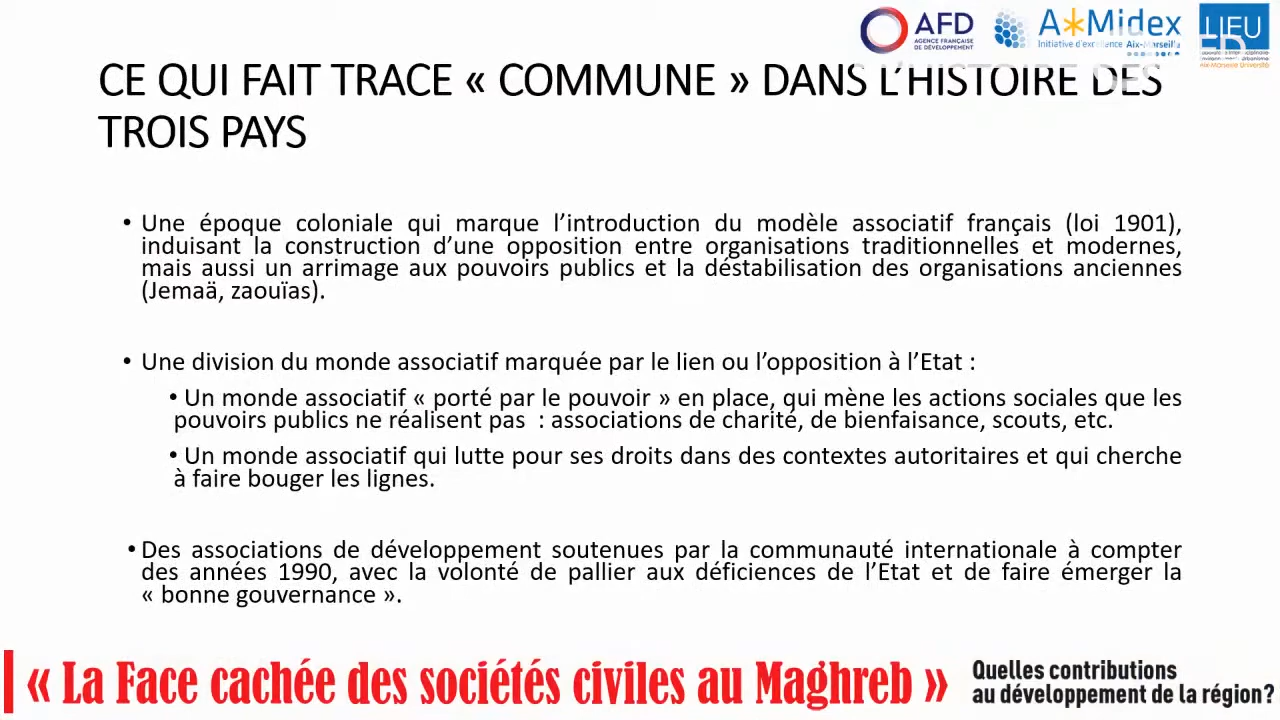 AFD
AGENCE FRANÇAISE
DE DÉVELOPPEMENT
A*Midex
Initiative d'excellence Aix-Marseille
LIEU
Aix-Marseille Université
CE QUI FAIT TRACE « COMMUNE » DANS L'HISTOIRE DES
TROIS PAYS
• Une époque coloniale qui marque l'introduction du modèle associatif français (loi 1901),
induisant la construction d'une opposition entre organisations traditionnelles et modernes,
mais aussi un arrimage aux pouvoirs publics et la déstabilisation des organisations anciennes
(Jemaä, zaouïas).
• Une division du monde associatif marquée par le lien ou l'opposition à l'Etat :
• Un monde associatif « porté par le pouvoir » en place, qui mène les actions sociales que les
pouvoirs publics ne réalisent pas : associations de charité, de bienfaisance, scouts, etc.
• Un monde associatif qui lutte pour ses droits dans des contextes autoritaires et qui cherche
à faire bouger les lignes.
• Des associations de développement soutenues par la communauté internationale à compter
des années 1990, avec la volonté de pallier aux déficiences de l'Etat et de faire émerger la
« bonne gouvernance ».
« La Face cachée des sociétés civiles au Maghreb »
Quelles contributions
au développement de la région?